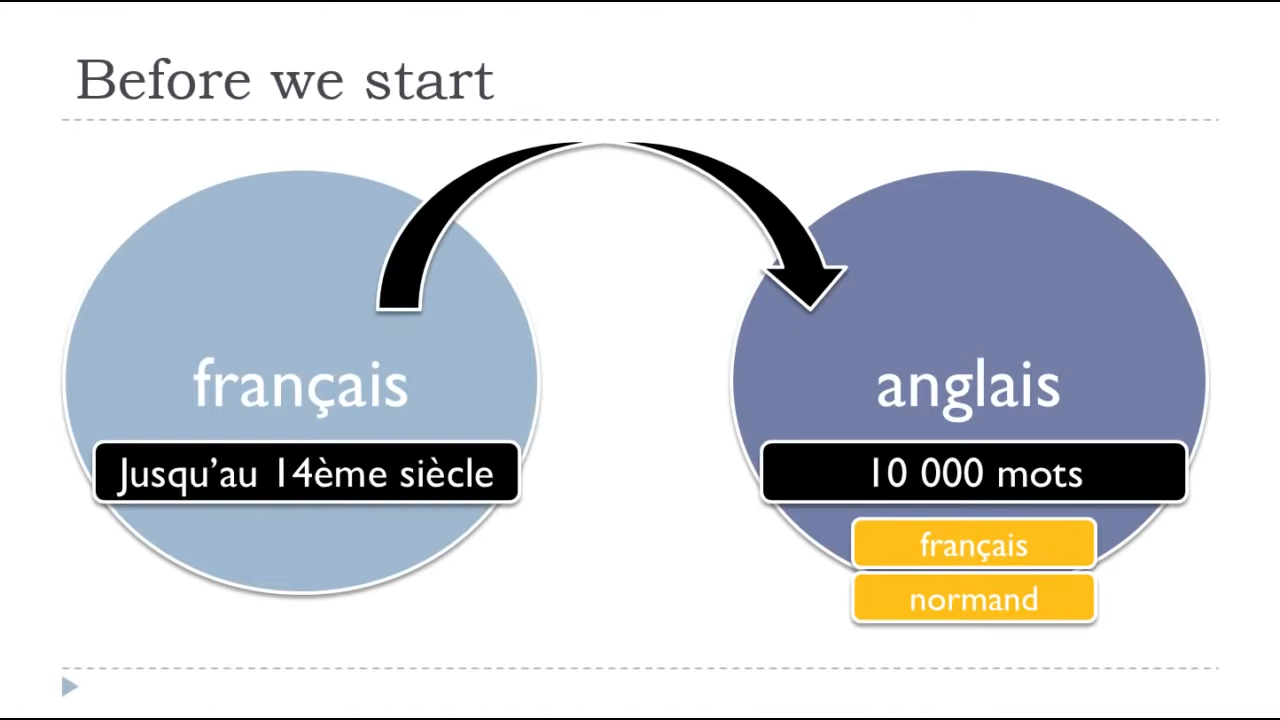 Before we start
français
Jusqu’au 14ème siècle
anglais
10 000 mots
français
normand